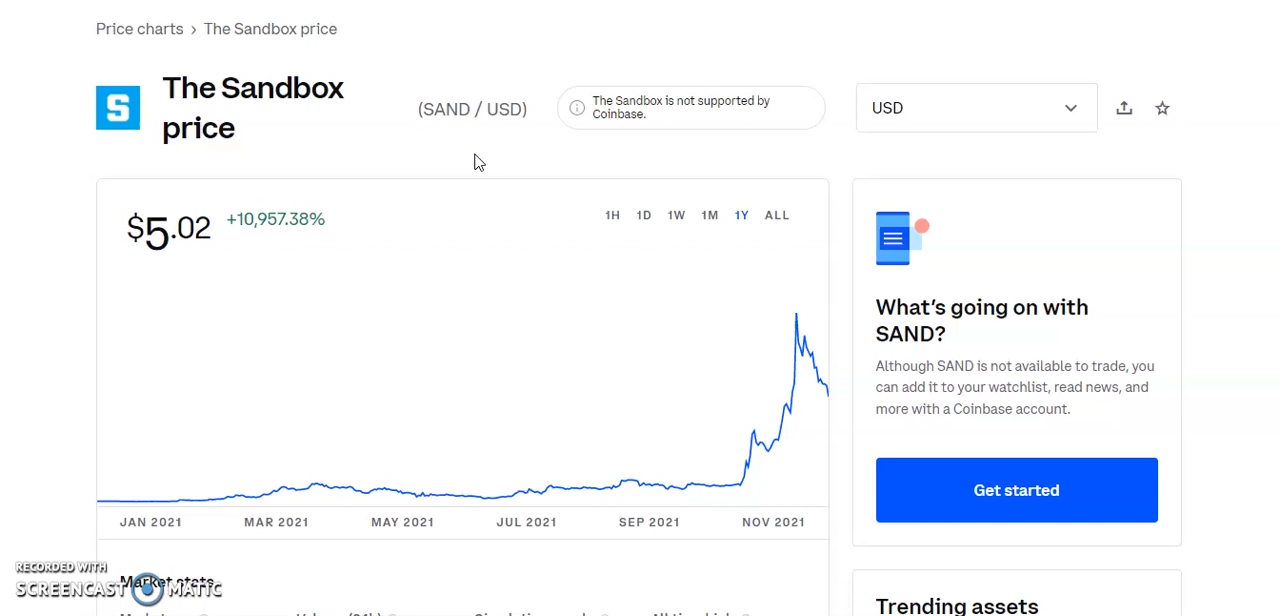 Price charts > The Sandbox price
S
The Sandbox
price
(SAND / USD)
The Sandbox is not supported by
Coinbase.
USD
$5.02 +10,957.38%
1H 1D 1W 1M 1Y ALL
JAN 2021 MAR 2021 MAY 2021 JUL 2021 SEP 2021 NOV 2021
What's going on with
SAND?
Although SAND is not available to trade, you
can add it to your watchlist, read news, and
more with a Coinbase account.
Get started
Market stats
RECORDED WITH
SCREENCAST MATIC
Trending assets